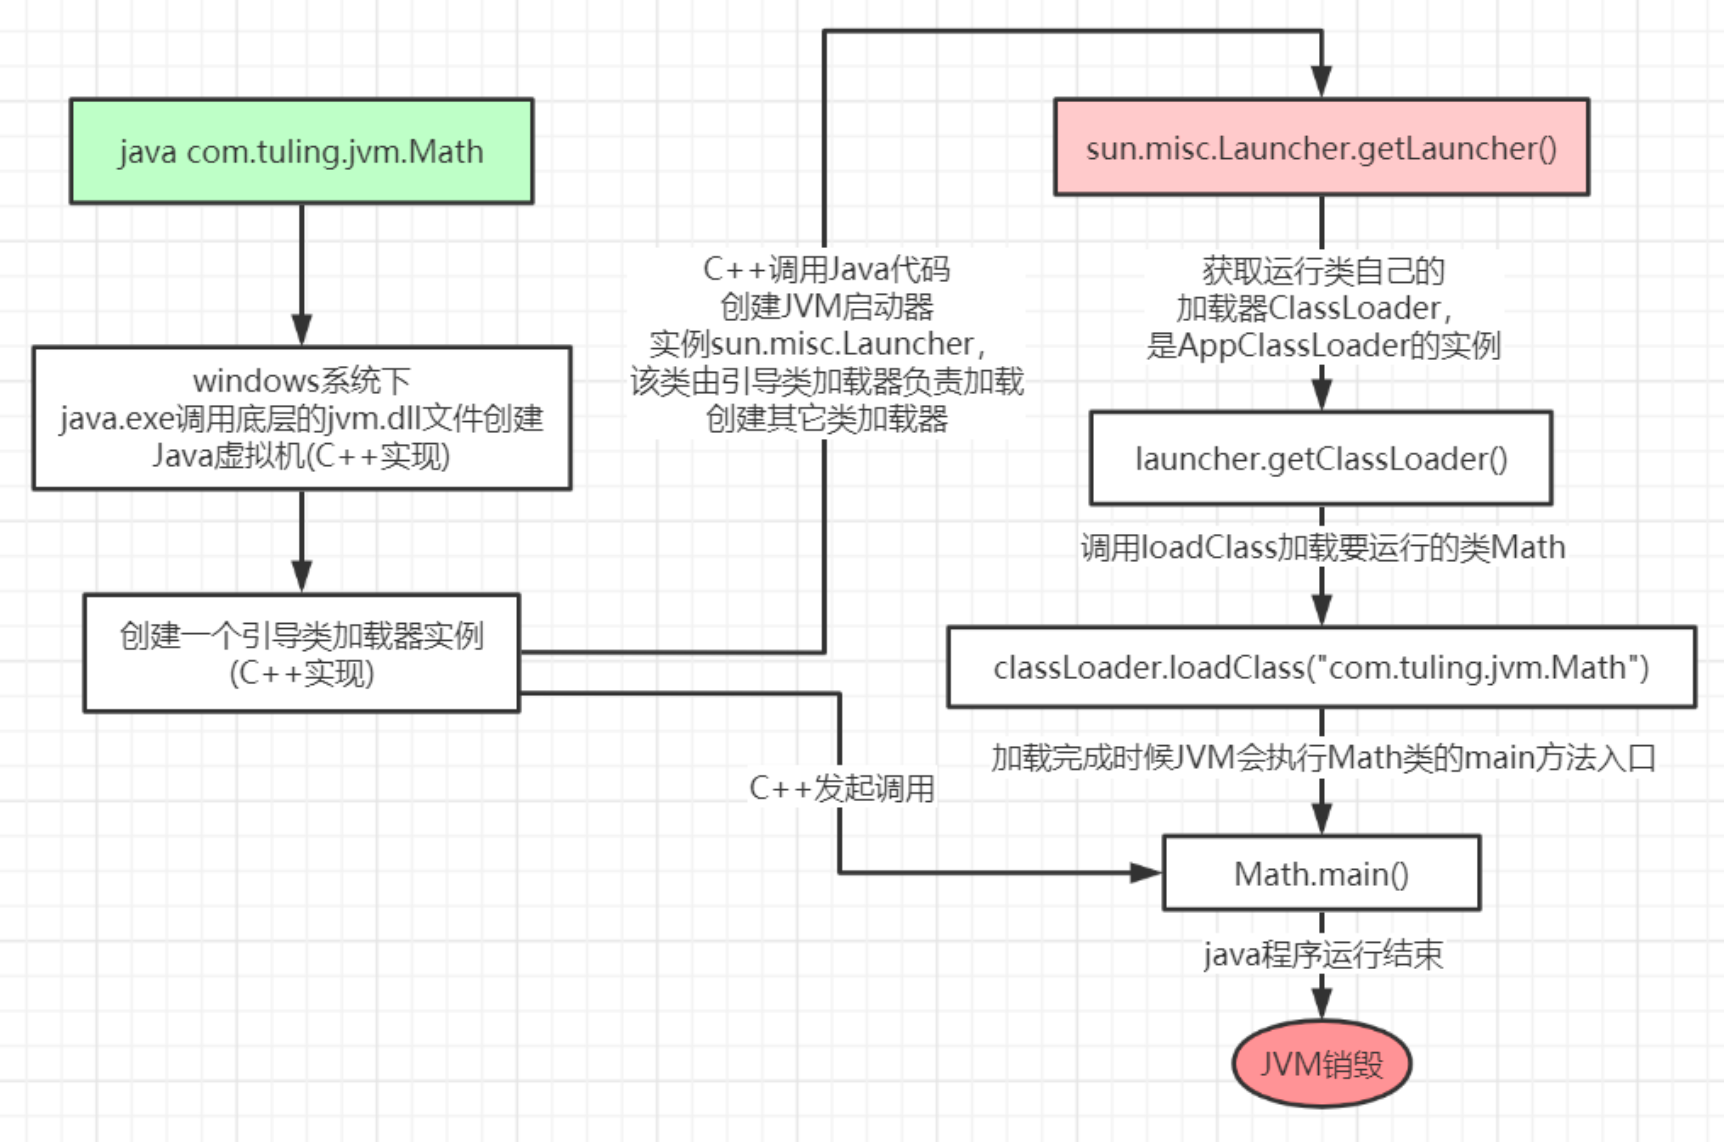 java com.tuling.jvm.Math
windows系统下
java.exe调用底层的jvm.dll文件创建
Java虚拟机(C++实现)
创建一个引导类加载器实例
(C++实现)
C++调用Java代码
创建JVM启动器
实例sun.misc.Launcher,
该类由引导类加载器负责加载
创建其它类加载器
C++发起调用
sun.misc.Launcher.getLauncher()
获取运行类自己的
加载器ClassLoader,
是AppClassLoader的实例
launcher.getClassLoader()
调用loadClass加载要运行的类Math
classLoader.loadClass("com.tuling.jvm.Math")
加载完成时候JVM会执行Math类的main方法入口
Math.main()
java程序运行结束
JVM销毁